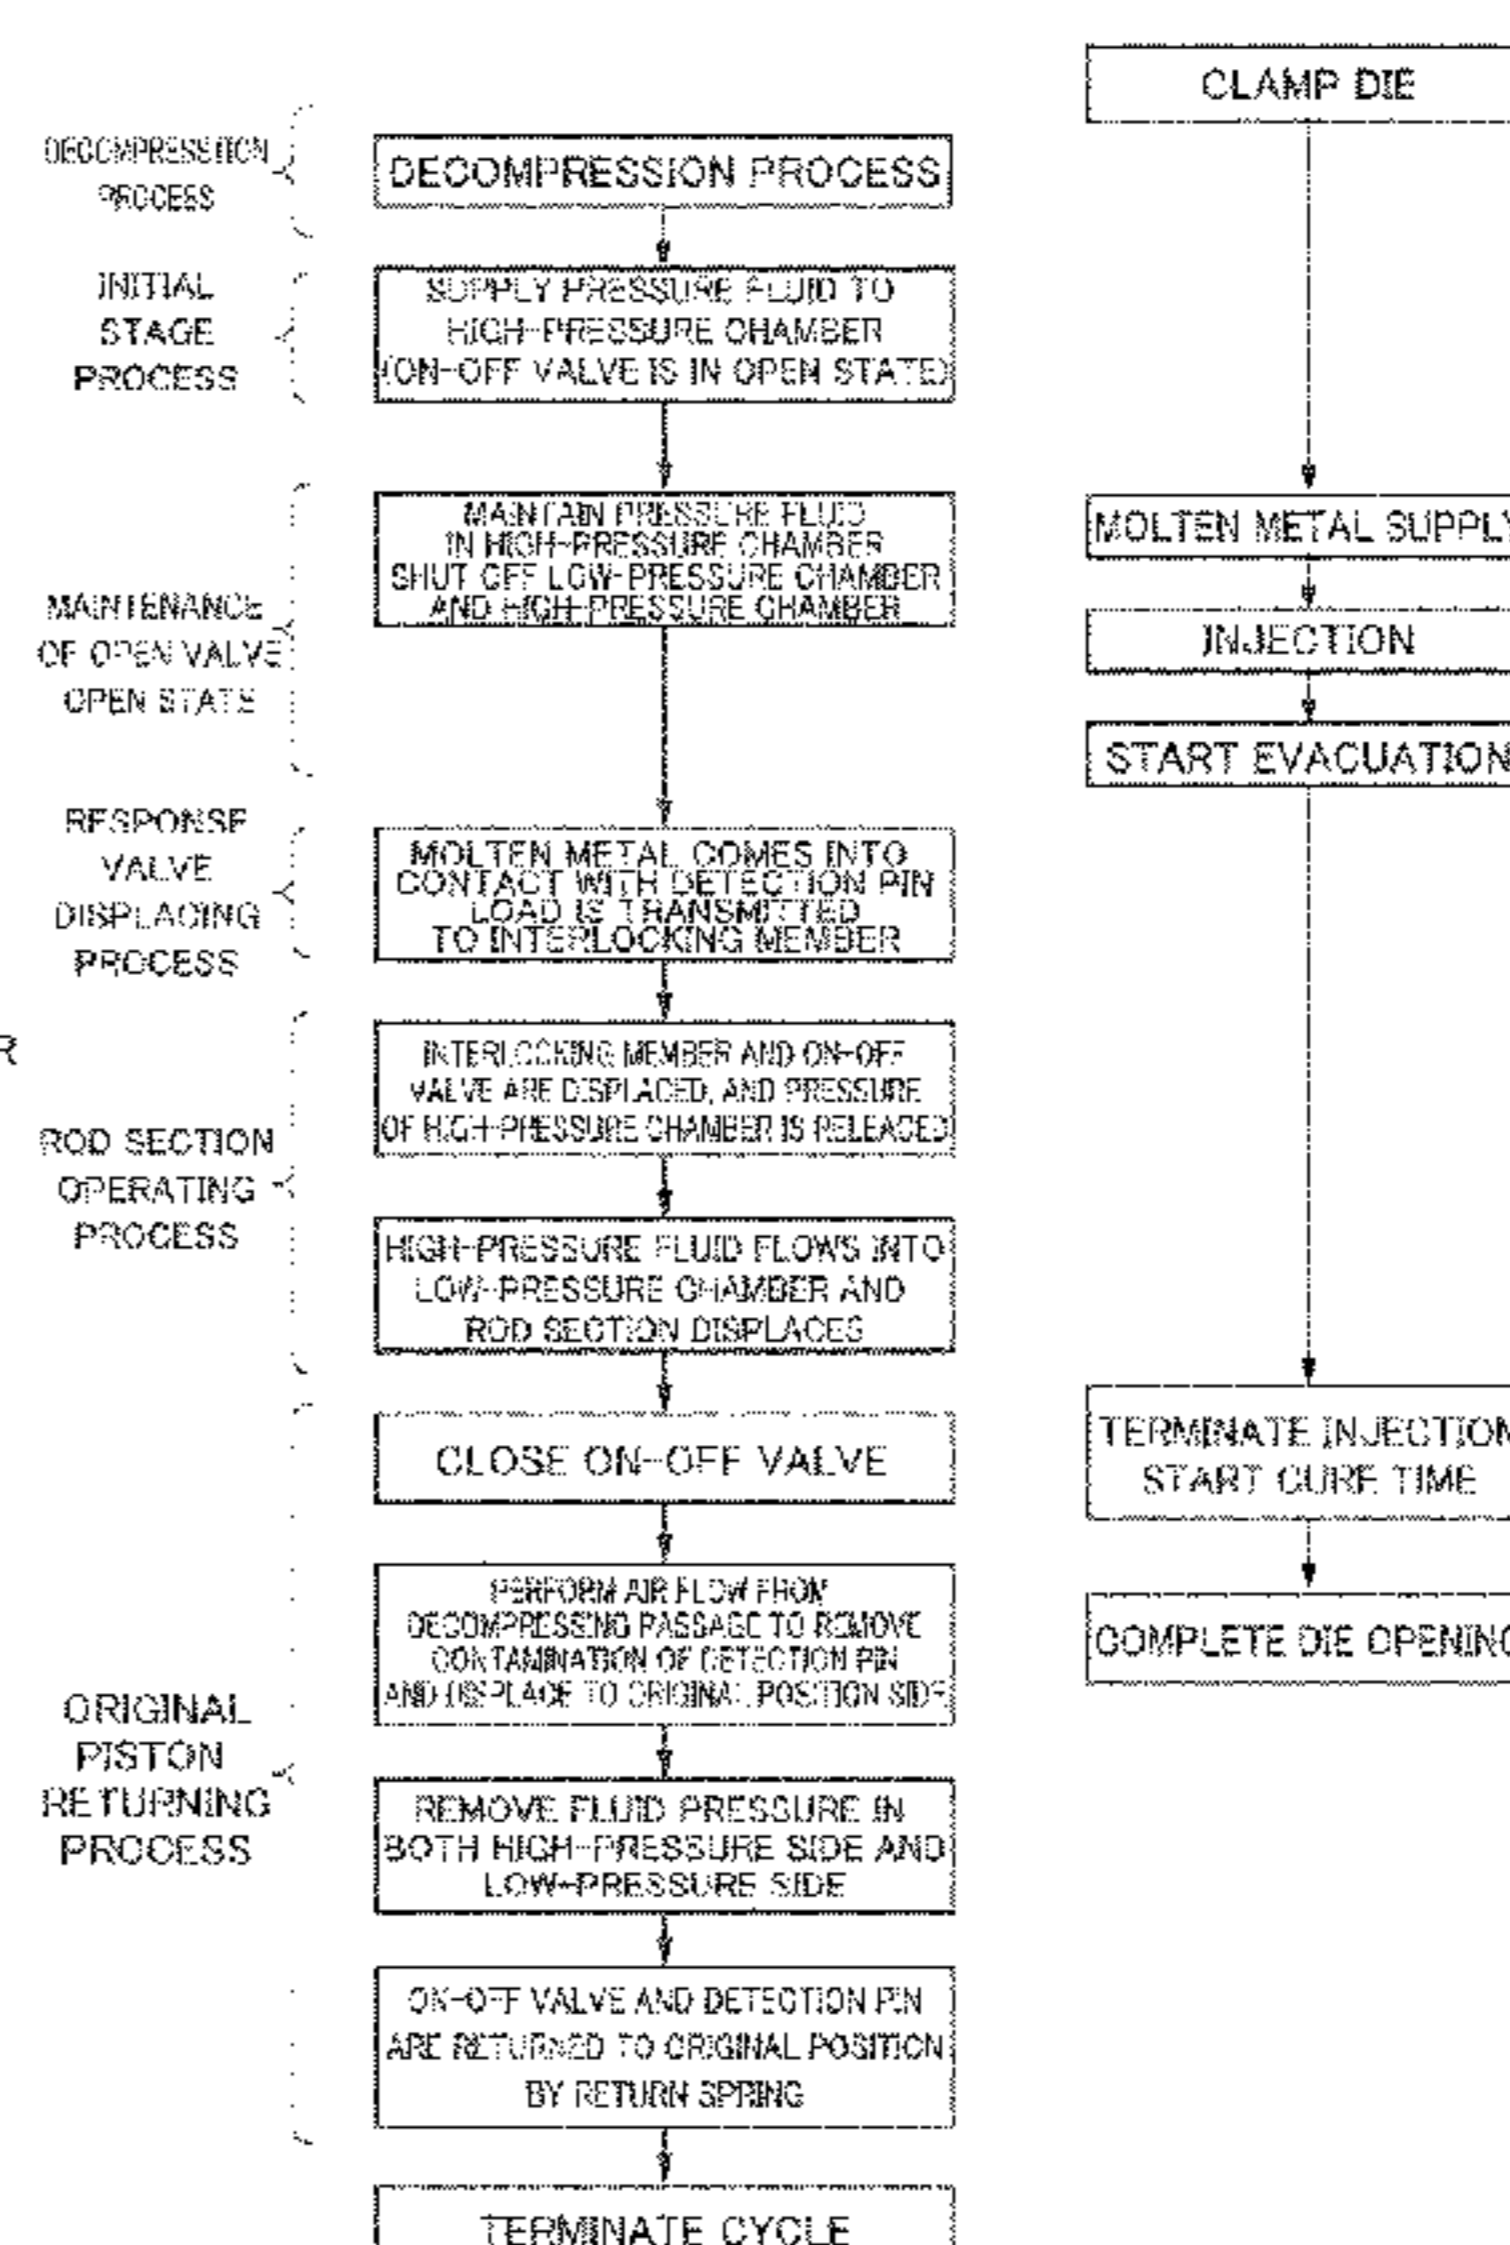 DECOMPRESSITION
PROCESS
INITIAL
STAGE
PROCESS
MAINTENANCE
OF OPEN VALVE
OPEN STATE
RESPONSE
VALVE
DISPLACING
PROCESS
R
ROD SECTION
OPERATING
PROCESS
ORIGINAL
PISTON
RETURNING
PROCESS
DECOMPRESSION PROCESS
SUPPLY PRESSURE FLUID TO
HIGH-PRESSURE CHAMBER
(ON-OFF VALVE IS IN OPEN STATE)
MAINTAIN PRESSURE FLUID
IN HIGH-PRESSURE CHAMBER
SHUT OFF LOW-PRESSURE CHAMBER
AND HIGH-PRESSURE CHAMBER
MOLTEN METAL COMES INTO
CONTACT WITH DETECTION PIN
LOAD IS TRANSMITTED
TO INTERLOCKING MEMBER
INTERLOCKING MEMBER AND ON-OFF
VALVE ARE DISPLACED, AND PRESSURE
OF HIGH-PRESSURE CHAMBER IS RELEACED
HIGH-PRESSURE FLUID FLOWS INTO
LOW-PRESSURE CHAMBER AND
ROD SECTION DISPLACES
CLOSE ON-OFF VALVE
PERFORM AIR FLOW FROM
DECOMPRESSING PASSAGE TO REMOVE
CONTAMINATION OF DETECTION PIN
AND DISPLACE TO ORIGINAL POSITION SIDE
REMOVE FLUID PRESSURE IN
BOTH HIGH-PRESSURE SIDE AND
LOW-PRESSURE SIDE
ON-OFF VALVE AND DETECTION PIN
ARE RETURNED TO ORIGINAL POSITION
BY RETURN SPRING
TERMINATE CYCLE
CLAMP DIE
MOLTEN METAL SUPPLY
INJECTION
START EVACUATION
TERMINATE INJECTION
START CURE TIME
COMPLETE DIE OPENING